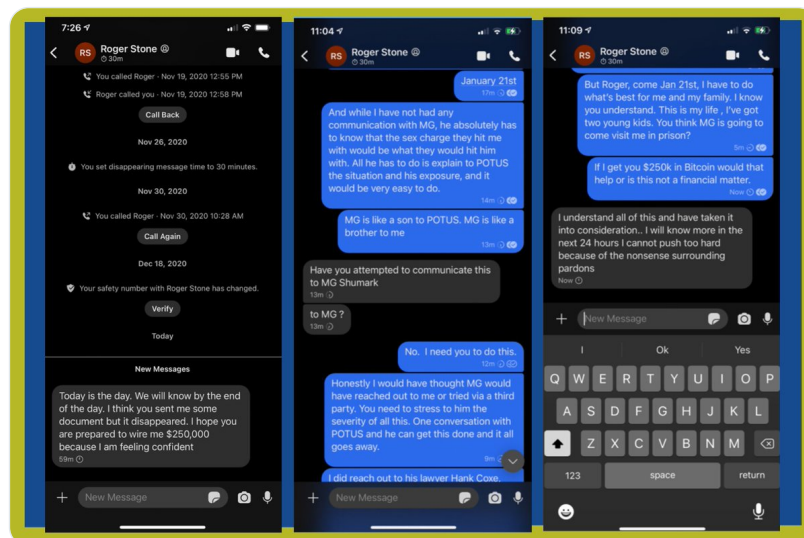 7:26
RS Roger Stone
30m
You called Roger · Nov 19, 2020 12:55 PM
Roger called you · Nov 19, 2020 12:58 PM
Call Back
Nov 26, 2020
You set disappearing message time to 30 minutes.
Nov 30, 2020
You called Roger · Nov 30, 2020 10:28 AM
Call Again
Dec 18, 2020
Your safety number with Roger Stone has changed.
Verify
Today
New Messages
Today is the day. We will know by the end
of the day. I think you sent me some
document but it disappeared. I hope you
are prepared to wire me $250,000
because I am feeling confident
59m
New Message
11:04
RS Roger Stone
30m
January 21st
17m
And while I have not had any
communication with MG, he absolutely has
to know that the sex charge they hit me
with would be what they would hit him
with. All he has to do is explain to POTUS
the situation and his exposure, and it
would be very easy to do.
14m
MG is like a son to POTUS. MG is like a
brother to me
13m
Have you attempted to communicate this
to MG Shumark
13m
to MG ?
13m
No. I need you to do this.
12m
Honestly I would have thought MG would
have reached out to me or tried via a third
party. You need to stress to him the
severity of all this. One conversation with
POTUS and he can get this done and it all
goes away.
9m
I did reach out to his lawyer Hank Coxe.
New Message
11:09
RS Roger Stone
30m
But Roger, come Jan 21st, I have to do
what's best for me and my family. I know
you understand. This is my life , I've got
two young kids. You think MG is going to
come visit me in prison?
5m
If I get you $250k in Bitcoin would that
help or is this not a financial matter.
Now
I understand all of this and have taken it
into consideration.. I will know more in the
next 24 hours I cannot push too hard
because of the nonsense surrounding
pardons
Now
New Message
I Ok Yes
Q W E R T Y U I O P
A S D F G H J K L
Z X C V B N M
123 space return